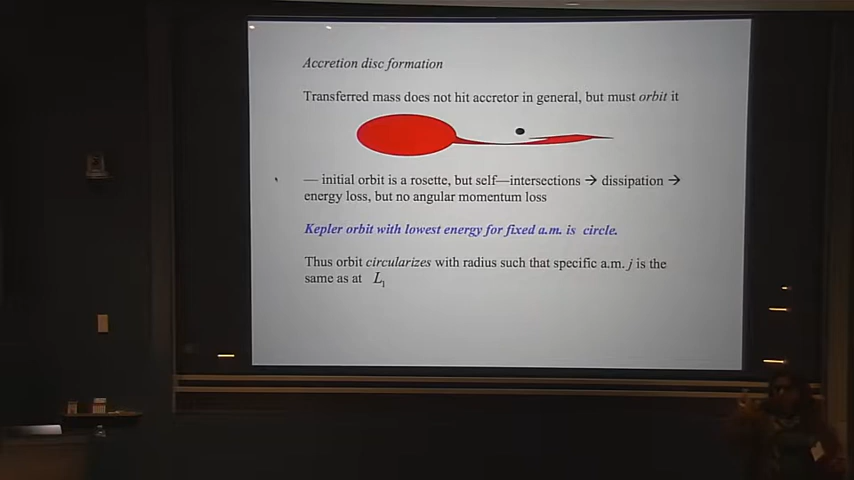 Accretion disc formation
Transferred mass does not hit accretor in general, but must orbit it
— initial orbit is a rosette, but self—intersections → dissipation →
energy loss, but no angular momentum loss
Kepler orbit with lowest energy for fixed a.m. is circle.
Thus orbit circularizes with radius such that specific a.m. j is the
same as at L₁